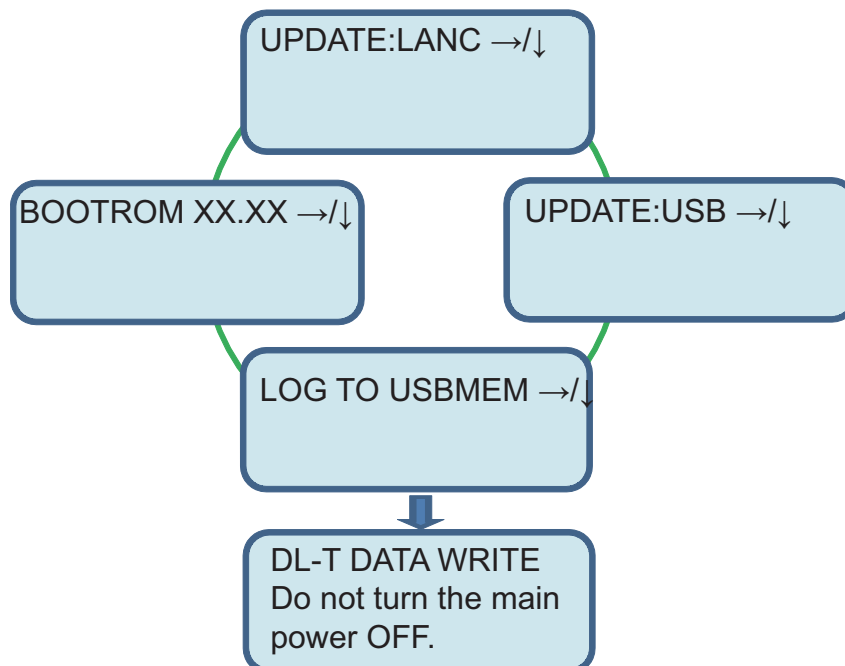 UPDATE:LANC →/↓
BOOTROM XX.XX →/↓
UPDATE:USB →/↓
LOG TO USBMEM →/↓
DL-T DATA WRITE
Do not turn the main
power OFF.